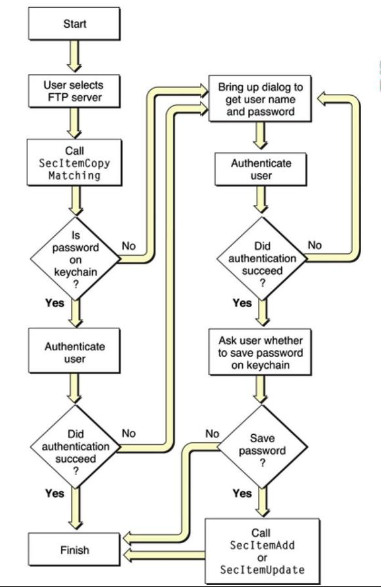 Start
User selects
FTP server
Call
SecItemCopy
Matching
Is
password
on
keychain
?
No
Yes
Authenticate
user
Did
authentication
succeed
?
No
Yes
Finish
Bring up dialog to
get user name
and password
Authenticate
user
Did
authentication
succeed
?
No
Yes
Ask user whether
to save password
on keychain
Save
password
?
No
Yes
Call
SecItemAdd
or
SecItemUpdate